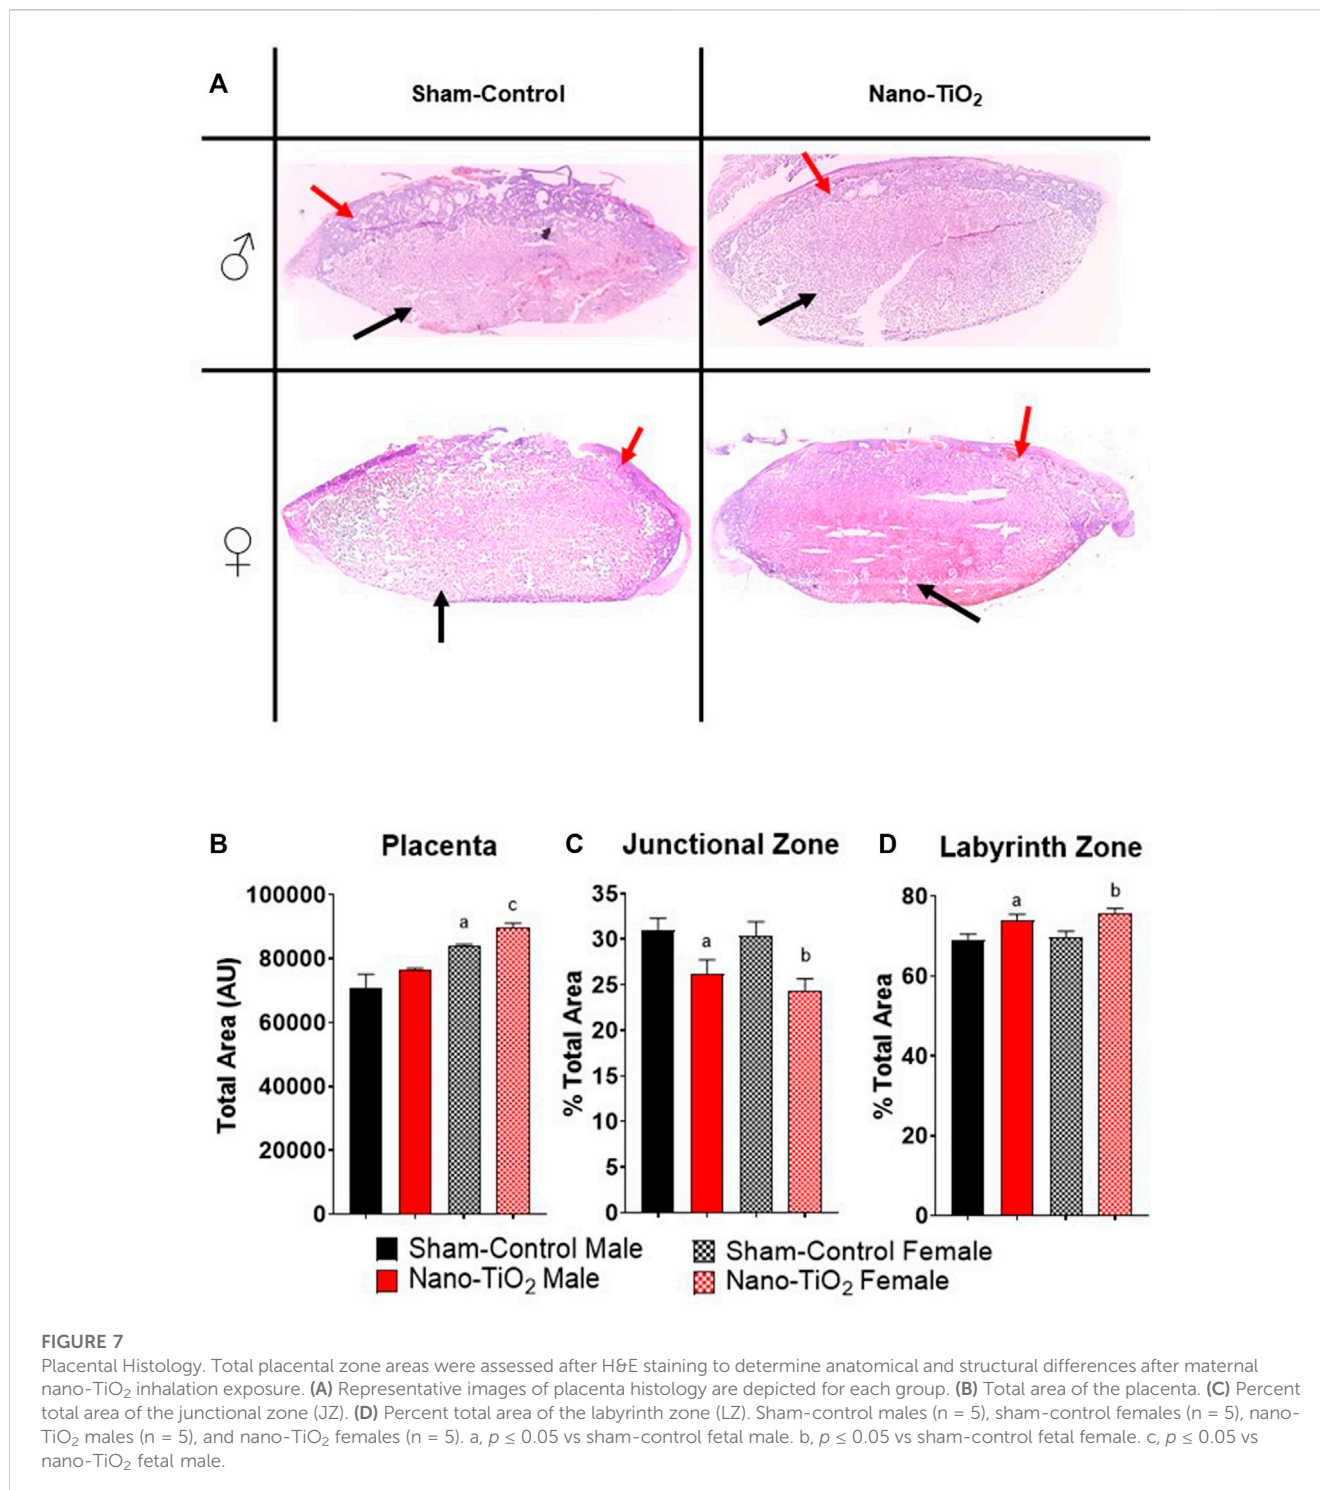 A
Sham-Control
Nano-TiO₂
♂
♀
B
Placenta
C
Junctional Zone
D
Labyrinth Zone
Total Area (AU)
100000
80000
60000
40000
20000
0
a
c
% Total Area
35
30
25
20
15
10
5
0
a
b
% Total Area
80
60
40
20
0
a
b
Sham-Control Male
Nano-TiO₂ Male
Sham-Control Female
Nano-TiO₂ Female
FIGURE 7
Placental Histology. Total placental zone areas were assessed after H&E staining to determine anatomical and structural differences after maternal
nano-TiO₂ inhalation exposure. (A) Representative images of placenta histology are depicted for each group. (B) Total area of the placenta. (C) Percent
total area of the junctional zone (JZ). (D) Percent total area of the labyrinth zone (LZ). Sham-control males (n = 5), sham-control females (n = 5), nano-
TiO₂ males (n = 5), and nano-TiO₂ females (n = 5). a, p ≤ 0.05 vs sham-control fetal male. b, p ≤ 0.05 vs sham-control fetal female. c, p ≤ 0.05 vs
nano-TiO₂ fetal male.